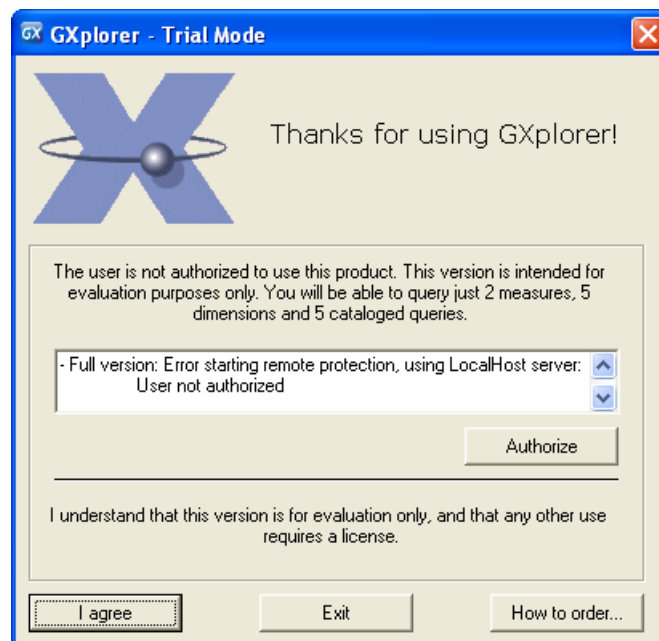 GX GXplorer - Trial Mode
Thanks for using GXplorer!
The user is not authorized to use this product. This version is intended for
evaluation purposes only. You will be able to query just 2 measures, 5
dimensions and 5 cataloged queries.
- Full version: Error starting remote protection, using LocalHost server:
User not authorized
Authorize
I understand that this version is for evaluation only, and that any other use
requires a license.
I agree
Exit
How to order...